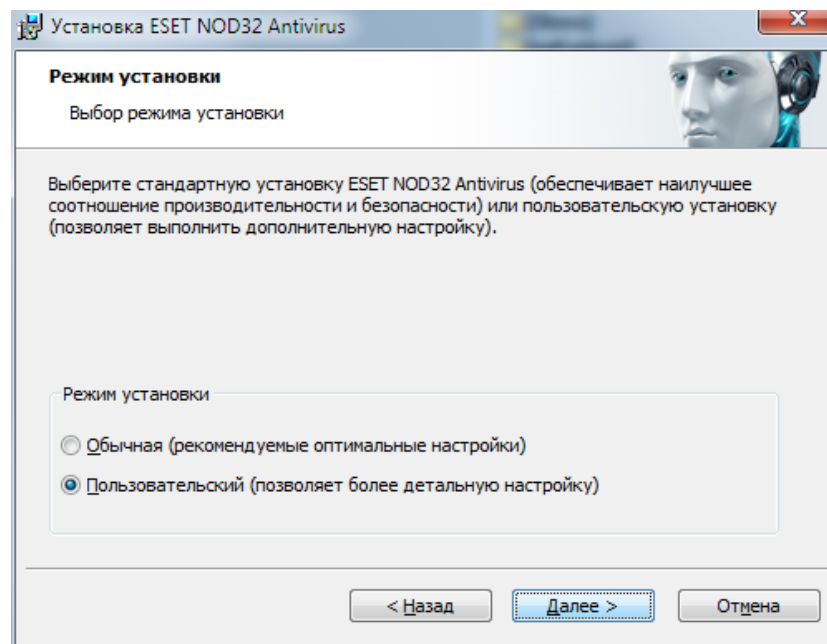 Установка ESET NOD32 Antivirus
Режим установки
Выбор режима установки
Выберите стандартную установку ESET NOD32 Antivirus (обеспечивает наилучшее
соотношение производительности и безопасности) или пользовательскую установку
(позволяет выполнить дополнительную настройку).
Режим установки
Обычная (рекомендуемые оптимальные настройки)
Пользовательский (позволяет более детальную настройку)
< Назад
Далее >
Отмена